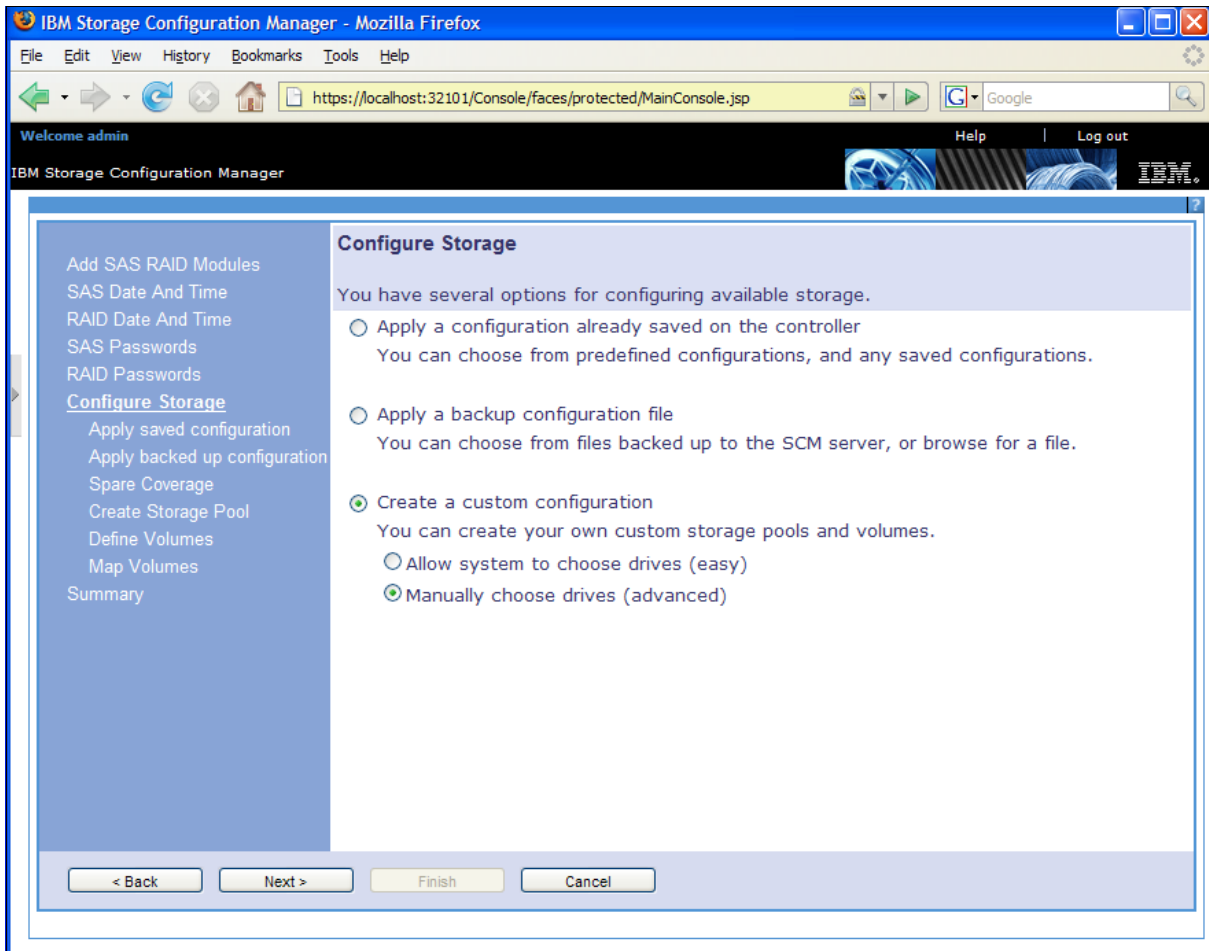 IBM Storage Configuration Manager - Mozilla Firefox
File Edit View History Bookmarks Tools Help
https://localhost:32101/Console/faces/protected/MainConsole.jsp
G Google
Welcome admin
Help | Log out
IBM Storage Configuration Manager
IBM.
?
Add SAS RAID Modules
SAS Date And Time
RAID Date And Time
SAS Passwords
RAID Passwords
Configure Storage
Apply saved configuration
Apply backed up configuration
Spare Coverage
Create Storage Pool
Define Volumes
Map Volumes
Summary
Configure Storage
You have several options for configuring available storage.
Apply a configuration already saved on the controller
You can choose from predefined configurations, and any saved configurations.
Apply a backup configuration file
You can choose from files backed up to the SCM server, or browse for a file.
Create a custom configuration
You can create your own custom storage pools and volumes.
Allow system to choose drives (easy)
Manually choose drives (advanced)
< Back Next > Finish Cancel